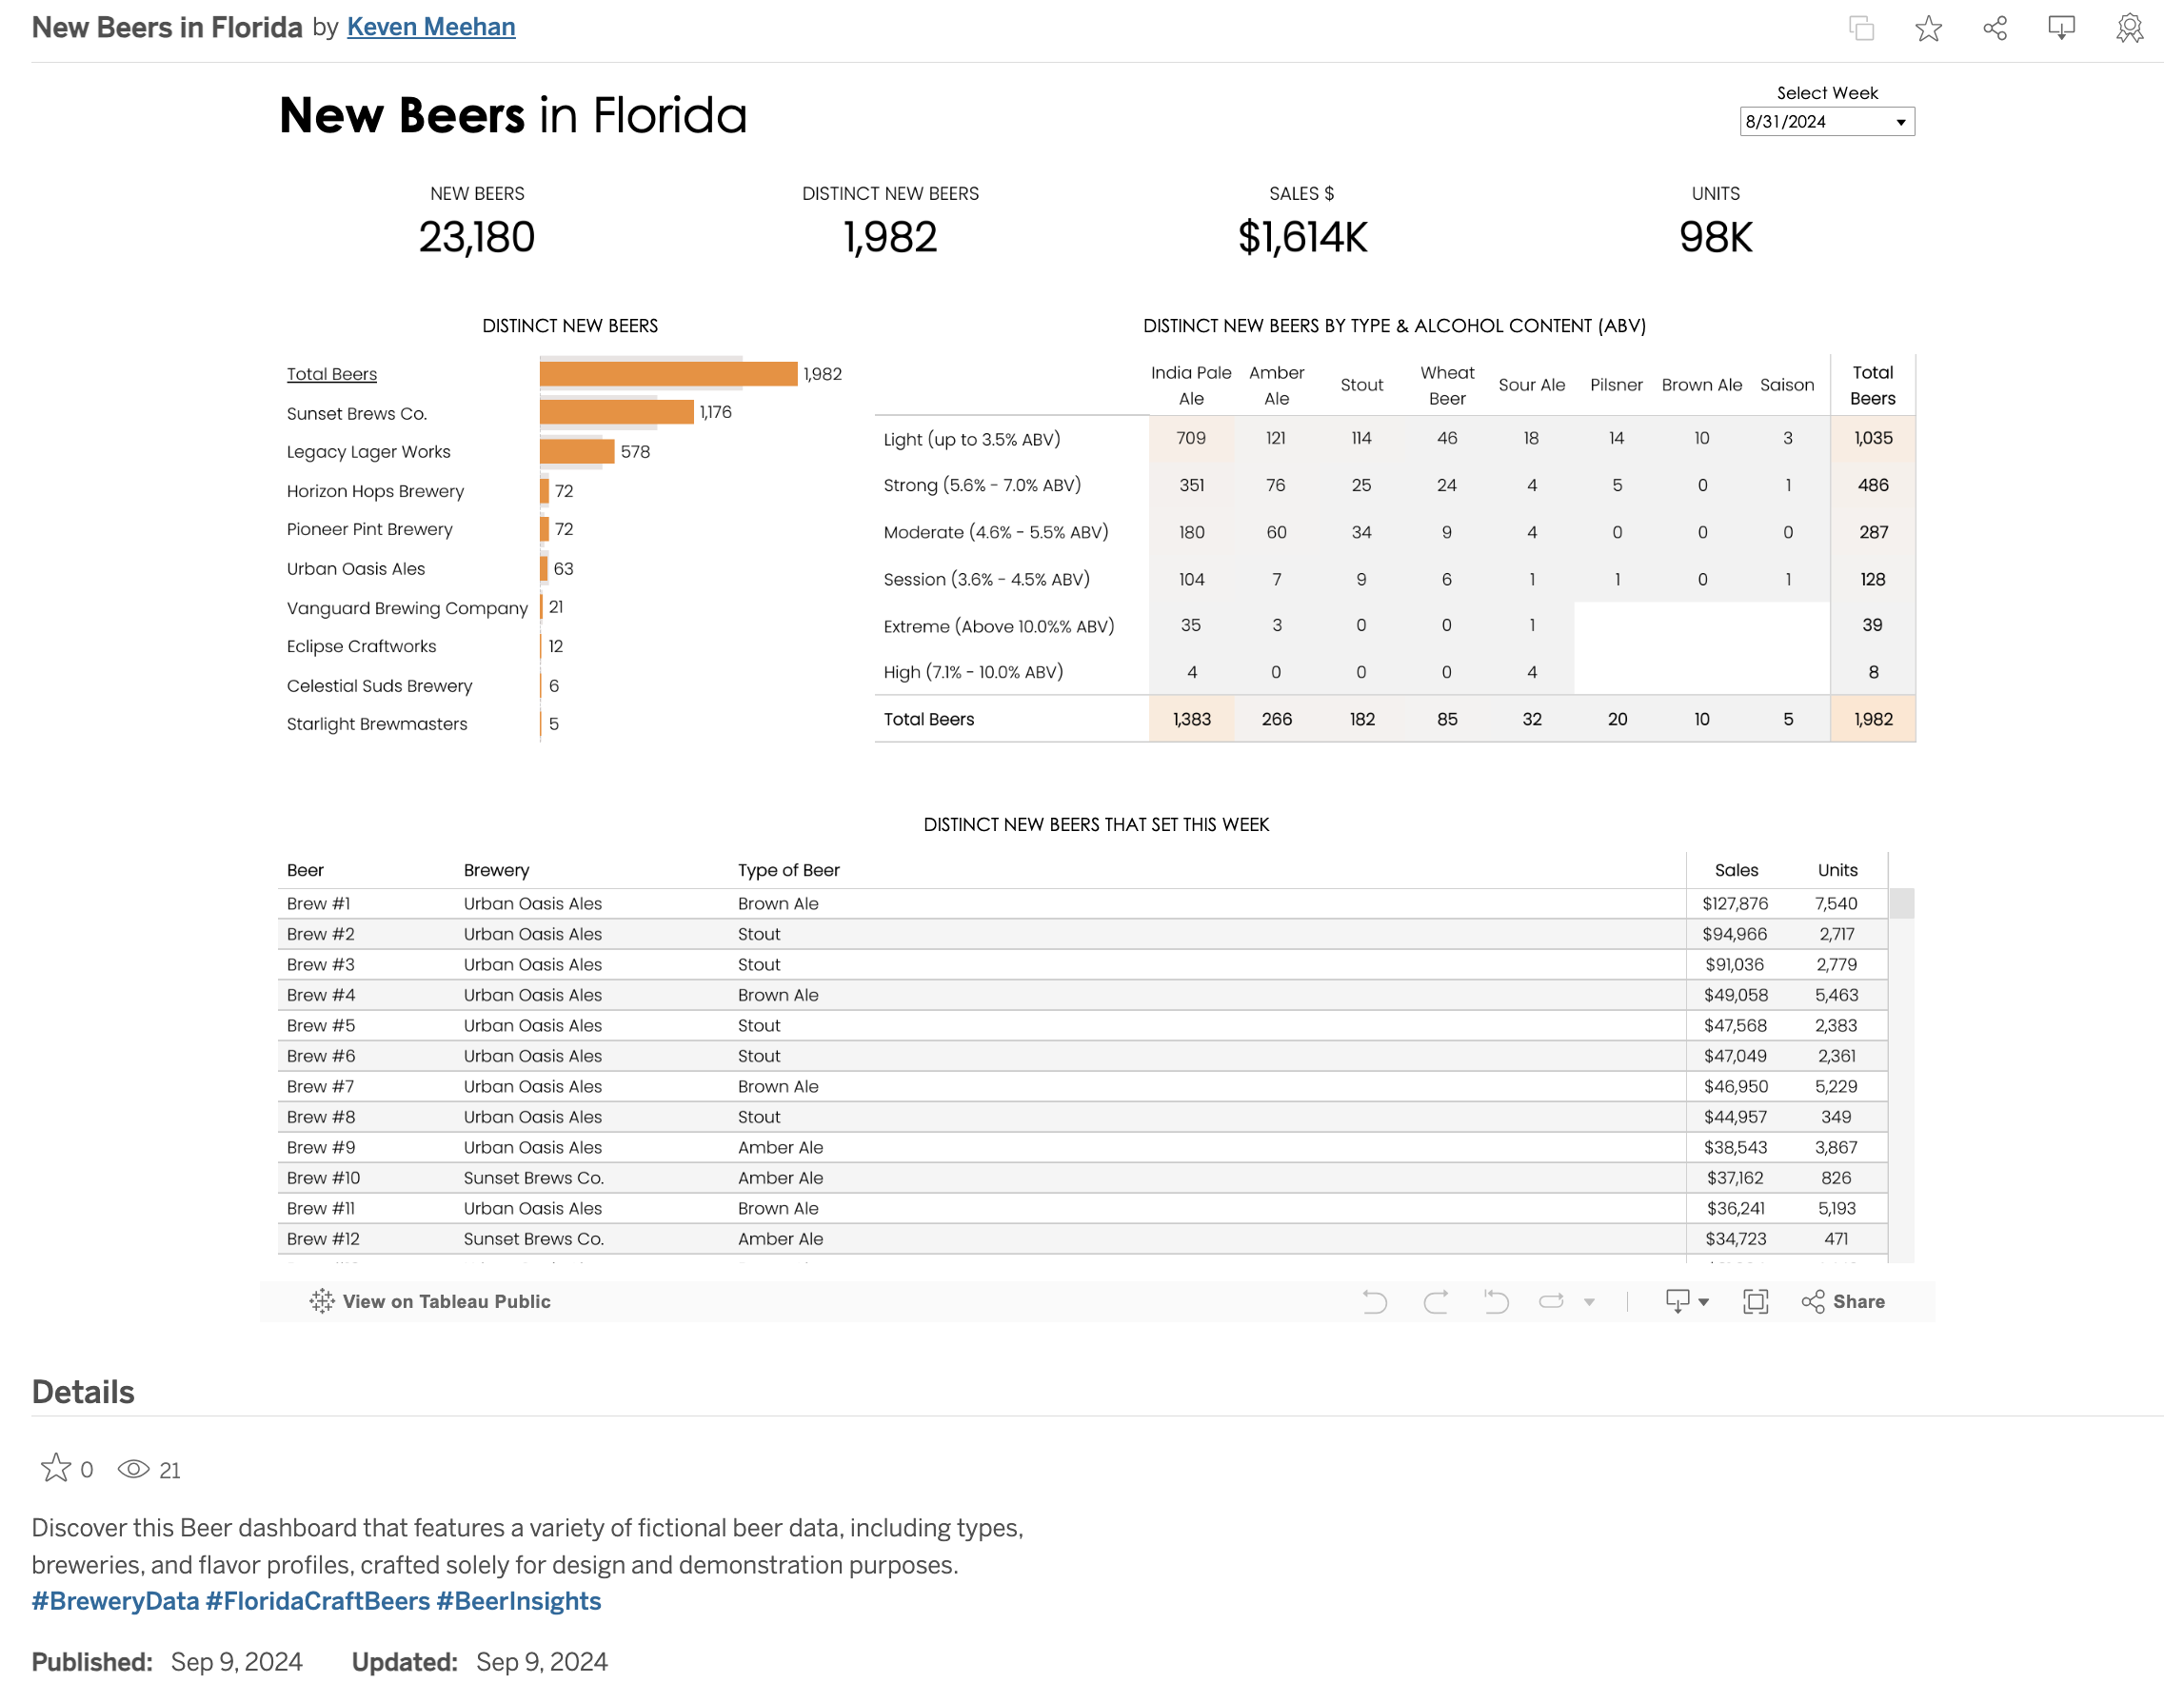 New Beers in Florida by Keven Meehan
New Beers in Florida
Select Week
8/31/2024
NEW BEERS
23,180
DISTINCT NEW BEERS
1,982
SALES $
$1,614K
UNITS
98K
DISTINCT NEW BEERS
Total Beers 1,982
Sunset Brews Co. 1,176
Legacy Lager Works 578
Horizon Hops Brewery 72
Pioneer Pint Brewery 72
Urban Oasis Ales 63
Vanguard Brewing Company 21
Eclipse Craftworks 12
Celestial Suds Brewery 6
Starlight Brewmasters 5
DISTINCT NEW BEERS BY TYPE & ALCOHOL CONTENT (ABV)
India Pale Ale Amber Ale Stout Wheat Beer Sour Ale Pilsner Brown Ale Saison Total Beers
Light (up to 3.5% ABV) 709 121 114 46 18 14 10 3 1,035
Strong (5.6% - 7.0% ABV) 351 76 25 24 4 5 0 1 486
Moderate (4.6% - 5.5% ABV) 180 60 34 9 4 0 0 0 287
Session (3.6% - 4.5% ABV) 104 7 9 6 1 1 0 1 128
Extreme (Above 10.0%% ABV) 35 3 0 0 1 39
High (7.1% - 10.0% ABV) 4 0 0 0 4 8
Total Beers 1,383 266 182 85 32 20 10 5 1,982
DISTINCT NEW BEERS THAT SET THIS WEEK
Beer Brewery Type of Beer Sales Units
Brew #1 Urban Oasis Ales Brown Ale $127,876 7,540
Brew #2 Urban Oasis Ales Stout $94,966 2,717
Brew #3 Urban Oasis Ales Stout $91,036 2,779
Brew #4 Urban Oasis Ales Brown Ale $49,058 5,463
Brew #5 Urban Oasis Ales Stout $47,568 2,383
Brew #6 Urban Oasis Ales Stout $47,049 2,361
Brew #7 Urban Oasis Ales Brown Ale $46,950 5,229
Brew #8 Urban Oasis Ales Stout $44,957 349
Brew #9 Urban Oasis Ales Amber Ale $38,543 3,867
Brew #10 Sunset Brews Co. Amber Ale $37,162 826
Brew #11 Urban Oasis Ales Brown Ale $36,241 5,193
Brew #12 Sunset Brews Co. Amber Ale $34,723 471
View on Tableau Public Share
Details
0 21
Discover this Beer dashboard that features a variety of fictional beer data, including types,
breweries, and flavor profiles, crafted solely for design and demonstration purposes.
#BreweryData #FloridaCraftBeers #BeerInsights
Published: Sep 9, 2024 Updated: Sep 9, 2024